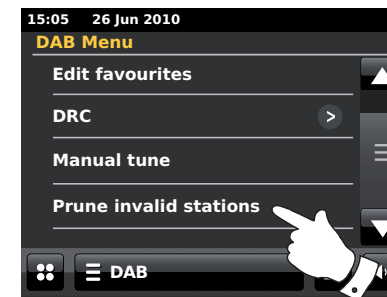 15:05 26 Jun 2010
DAB Menu
Edit favourites
DRC >
Manual tune
Prune invalid stations
DAB